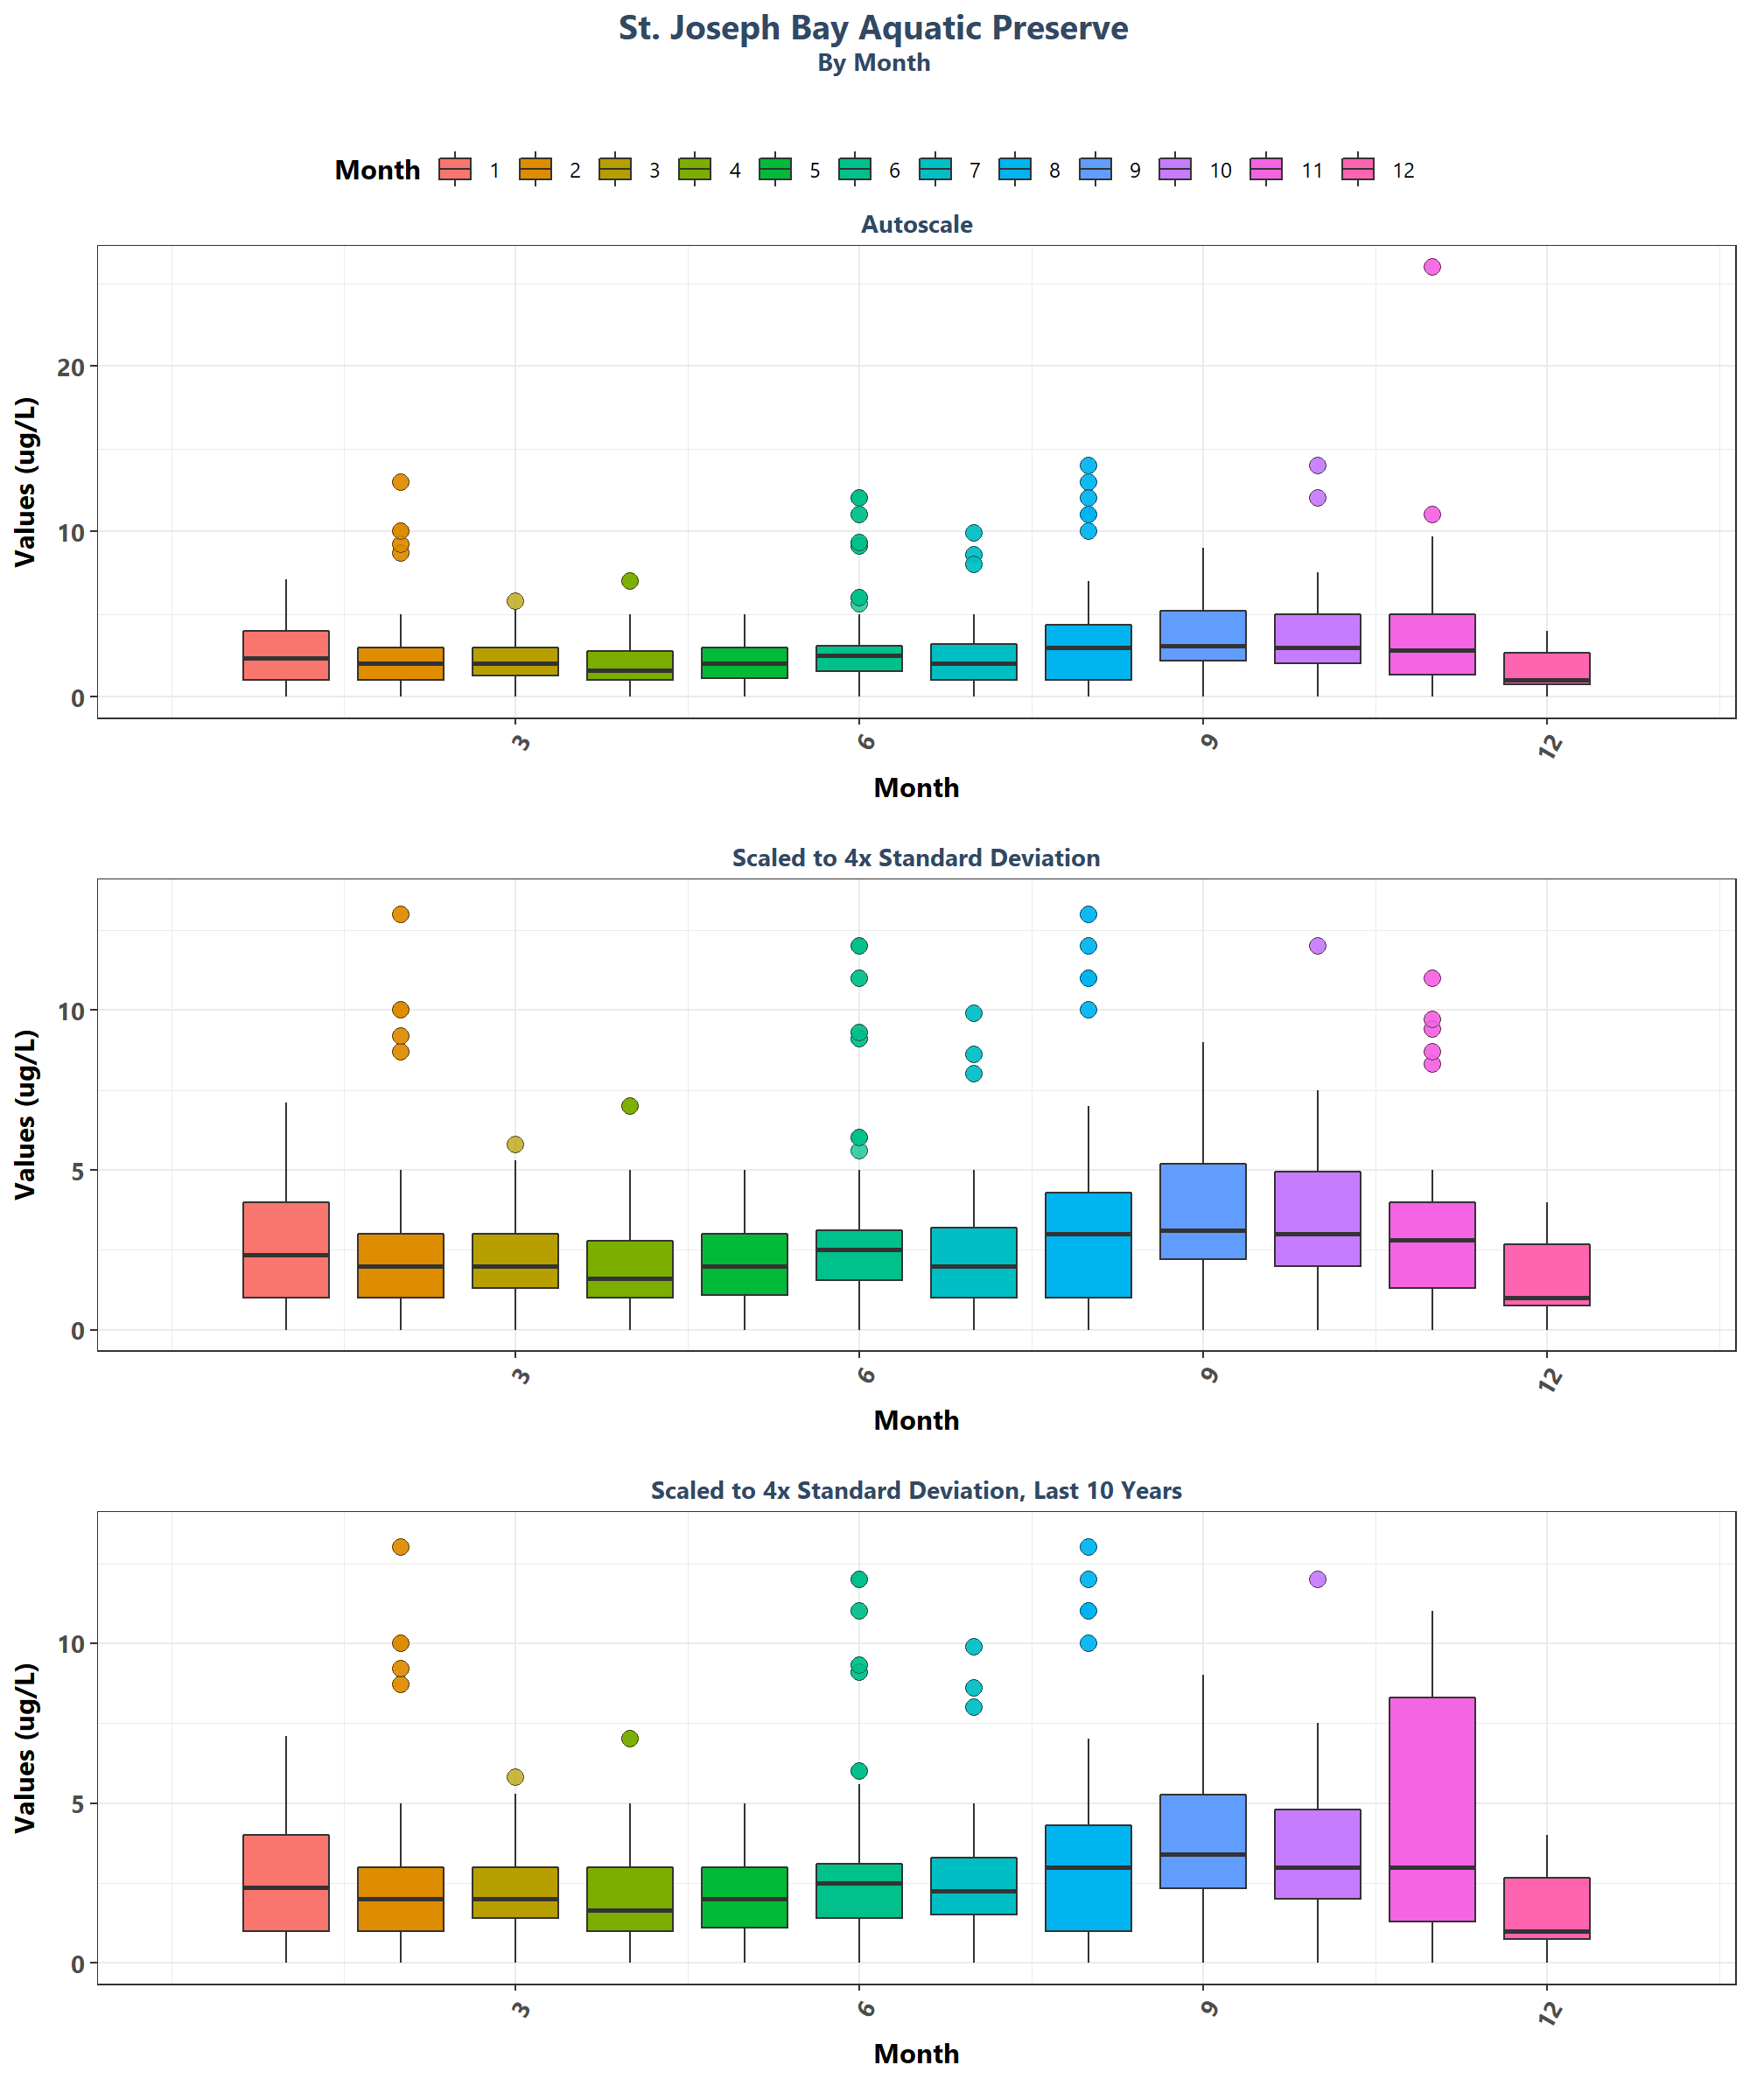 St. Joseph Bay Aquatic Preserve
By Month
Month 1 2 3 4 5 6 7 8 9 10 11 12
Autoscale
Values (ug/L)
20
10
0
3 6 9 12
Month
Scaled to 4x Standard Deviation
Values (ug/L)
10
5
0
3 6 9 12
Month
Scaled to 4x Standard Deviation, Last 10 Years
Values (ug/L)
10
5
0
3 6 9 12
Month